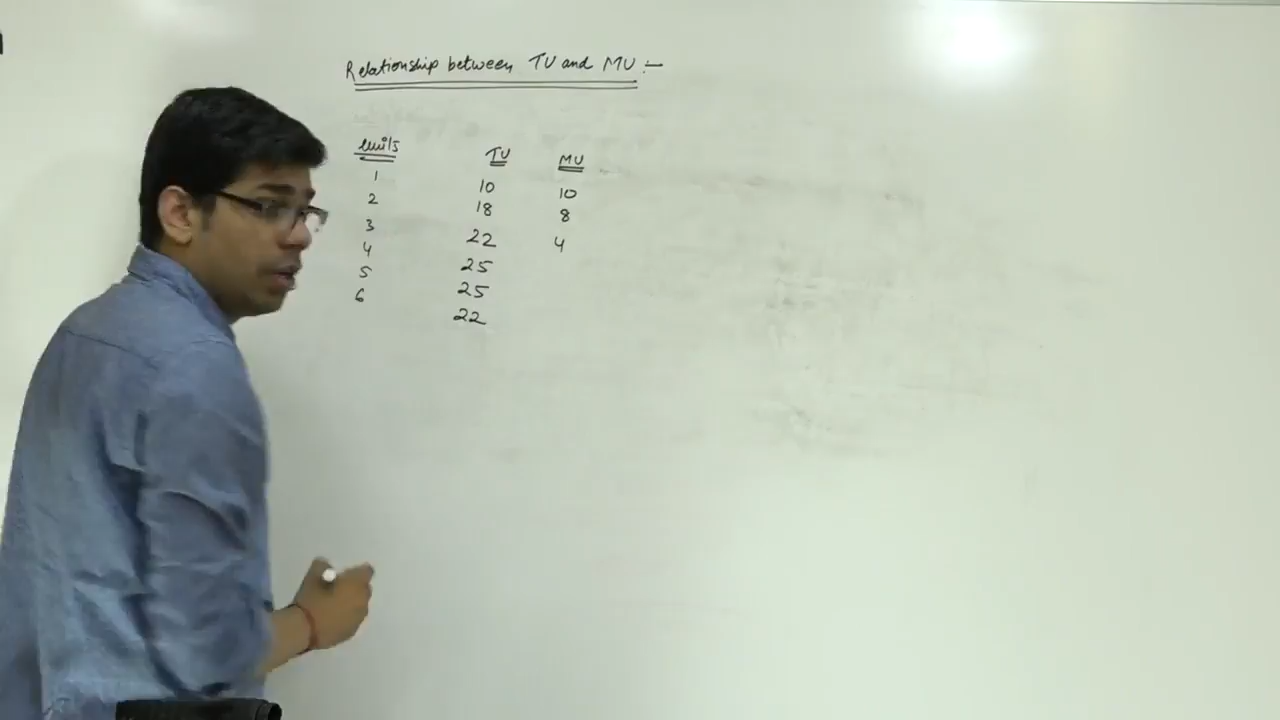 Relationship between TU and MU :-
Units TU MU
1 10 10
2 18 8
3 22 4
4 25
5 25
6 22